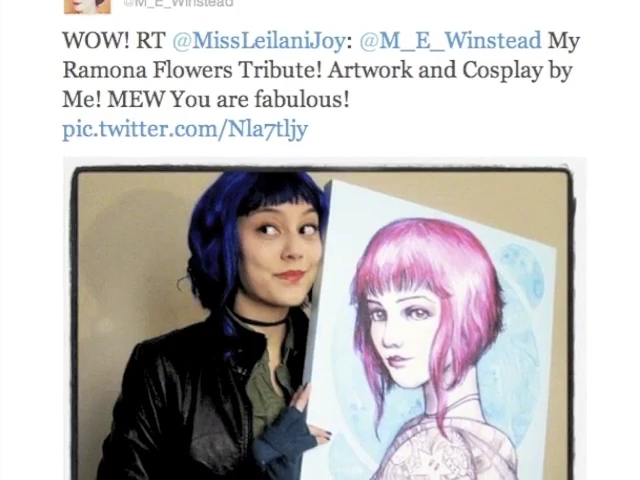 @M_E_Winstead
WOW! RT @MissLeilaniJoy: @M_E_Winstead My
Ramona Flowers Tribute! Artwork and Cosplay by
Me! MEW You are fabulous!
pic.twitter.com/Nla7tljy